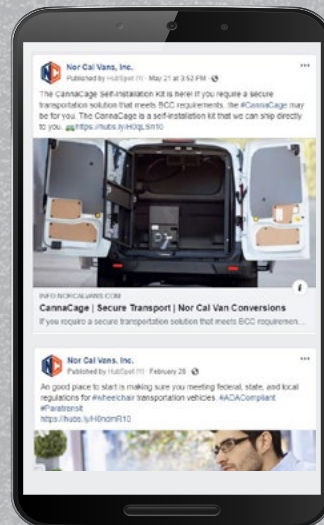 Nor Cal Vans, Inc.
Published by HubSpot [?] · May 21 at 3:52 PM ·
The CannaCage Self-Installation Kit is here! If you require a secure
transportation solution that meets BCC requirements, the #CannaCage may
be for you. The CannaCage is a self-installation kit that we can ship directly
to you.
INFO.NORCALVANS.COM
CannaCage | Secure Transport | Nor Cal Van Conversions
If you require a secure transportation solution that meets BCC requiremen...
Nor Cal Vans, Inc.
Published by HubSpot [?] · February 28 ·
An good place to start is making sure you meeting federal, state, and local
regulations for #wheelchair transportation vehicles. #ADACompliant
#Paratransit
https://hubs.ly/H0ndmR10